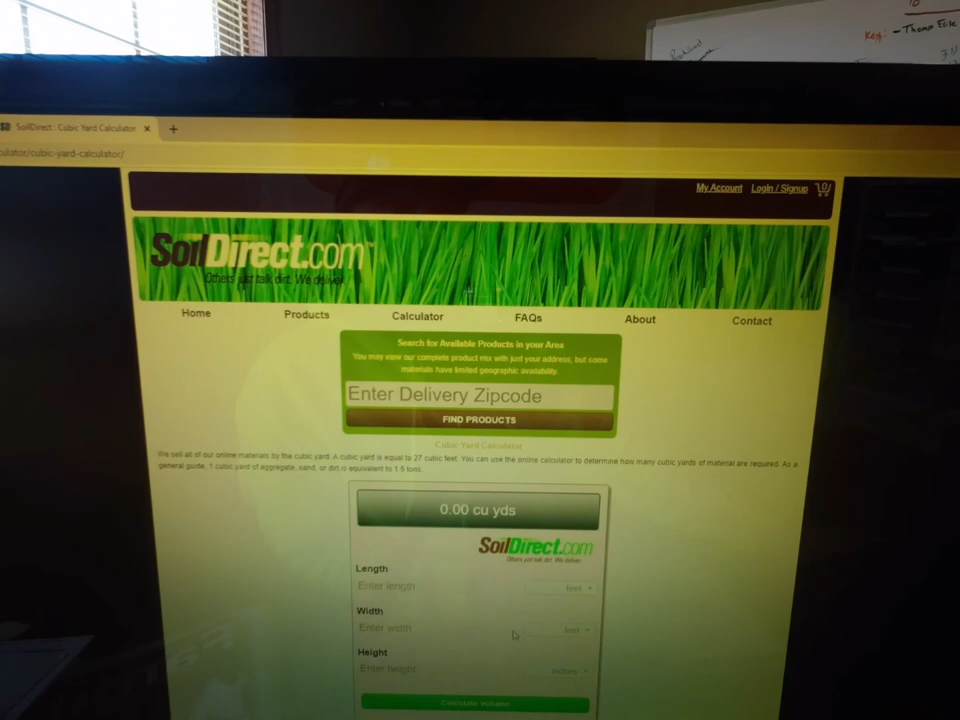 Key: - Thomp
SoilDirect : Cubic Yard Calculator × +
culator/cubic-yard-calculator/
My Account Login / Signup 0
SoilDirect.com™
Others just talk dirt. We deliver.
Home Products Calculator FAQs About Contact
Search for Available Products in your Area
You may view our complete product mix with just your address, but some
materials have limited geographic availability
Enter Delivery Zipcode
FIND PRODUCTS
Cubic Yard Calculator
We sell all of our online materials by the cubic yard. A cubic yard is equal to 27 cubic feet. You can use the online calculator to determine how many cubic yards of material are required. As a
general guide, 1 cubic yard of aggregate, sand, or dirt is equivalent to 1.5 tons.
0.00 cu yds
SoilDirect.com
Others just talk dirt. We deliver.
Length
Enter length feet
Width
Enter width feet
Height
Enter height inches
Calculate Volume